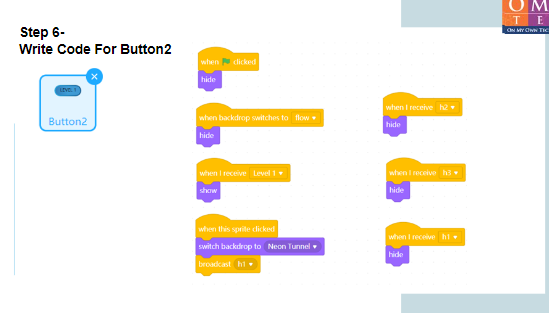 O M
T E
ON MY OWN TEC
Step 6-
Write Code For Button2
LEVEL 1
Button2
when clicked
hide
when backdrop switches to flow
hide
when I receive Level 1
show
when this sprite clicked
switch backdrop to Neon Tunnel
broadcast h1
when I receive h2
hide
when I receive h3
hide
when I receive h1
hide